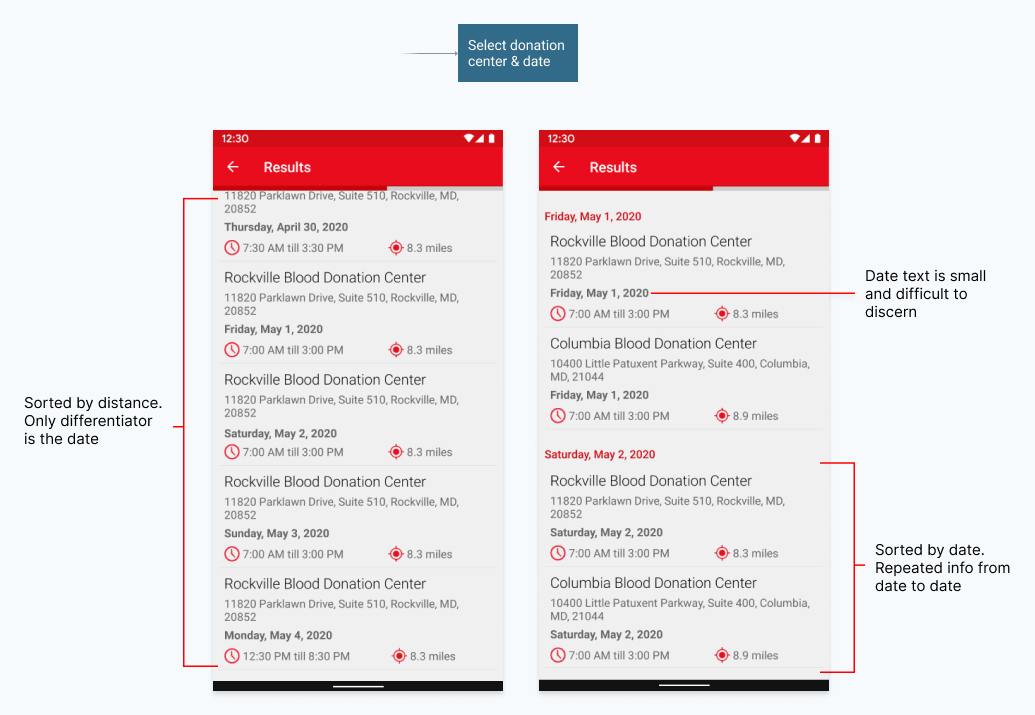 Select donation
center & date
12:30
Results
11820 Parklawn Drive, Suite 510, Rockville, MD,
20852
Thursday, April 30, 2020
7:30 AM till 3:30 PM
8.3 miles
Rockville Blood Donation Center
11820 Parklawn Drive, Suite 510, Rockville, MD,
20852
Friday, May 1, 2020
7:00 AM till 3:00 PM
8.3 miles
Rockville Blood Donation Center
11820 Parklawn Drive, Suite 510, Rockville, MD,
20852
Saturday, May 2, 2020
7:00 AM till 3:00 PM
8.3 miles
Rockville Blood Donation Center
11820 Parklawn Drive, Suite 510, Rockville, MD,
20852
Sunday, May 3, 2020
7:00 AM till 3:00 PM
8.3 miles
Rockville Blood Donation Center
11820 Parklawn Drive, Suite 510, Rockville, MD,
20852
Monday, May 4, 2020
12:30 PM till 8:30 PM
8.3 miles
Sorted by distance.
Only differentiator
is the date
12:30
Results
Friday, May 1, 2020
Rockville Blood Donation Center
11820 Parklawn Drive, Suite 510, Rockville, MD,
20852
Friday, May 1, 2020
7:00 AM till 3:00 PM
8.3 miles
Columbia Blood Donation Center
10400 Little Patuxent Parkway, Suite 400, Columbia,
MD, 21044
Friday, May 1, 2020
7:00 AM till 3:00 PM
8.9 miles
Saturday, May 2, 2020
Rockville Blood Donation Center
11820 Parklawn Drive, Suite 510, Rockville, MD,
20852
Saturday, May 2, 2020
7:00 AM till 3:00 PM
8.3 miles
Columbia Blood Donation Center
10400 Little Patuxent Parkway, Suite 400, Columbia,
MD, 21044
Saturday, May 2, 2020
7:00 AM till 3:00 PM
8.9 miles
Date text is small
and difficult to
discern
Sorted by date.
Repeated info from
date to date